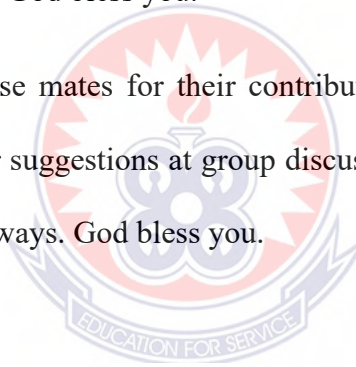 God bless you.
se mates for their contribu
r suggestions at group discus
ways. God bless you.
EDUCATION FOR SERVICE